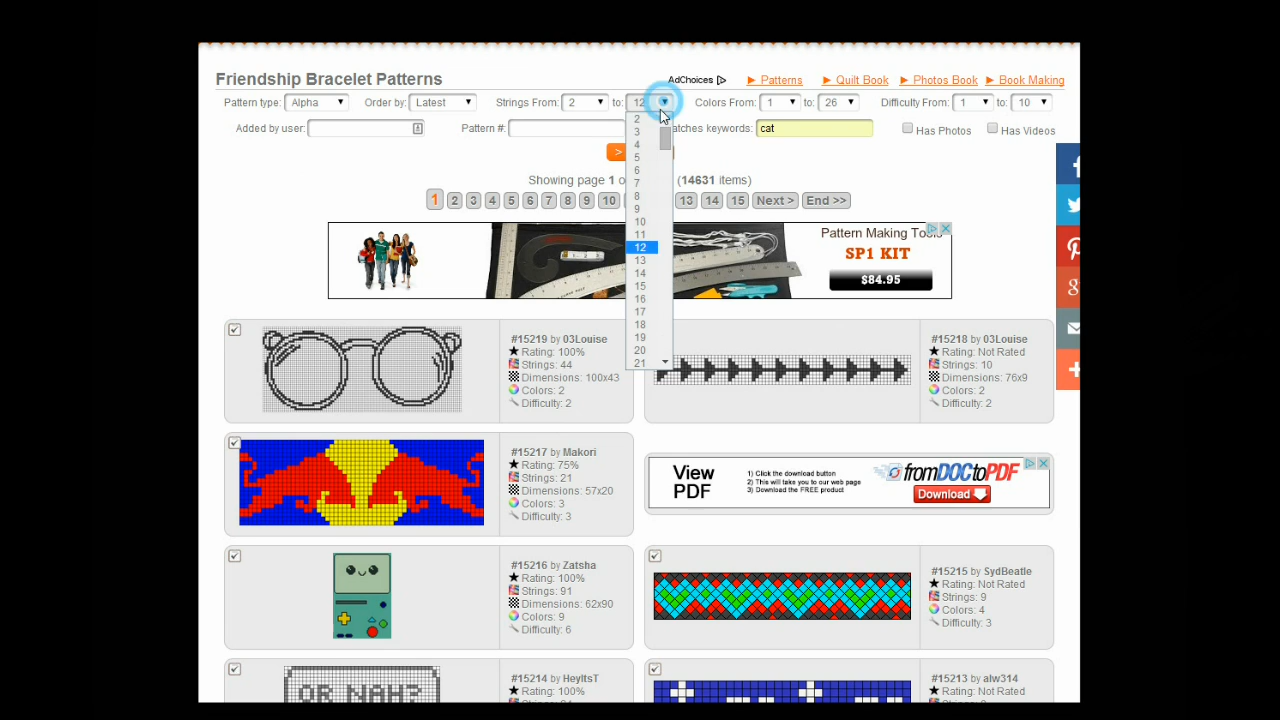 Friendship Bracelet Patterns
AdChoices
Patterns
Quilt Book
Photos Book
Book Making
Pattern type: Alpha Order by: Latest Strings From: 2 to: 12 Colors From: 1 to: 26 Difficulty From: 1 to: 10
Added by user: Pattern #: atches keywords: cat Has Photos Has Videos
>
Showing page 1 o (14631 items)
1 2 3 4 5 6 7 8 9 10 13 14 15 Next > End >>
2
3
4
5
6
7
8
9
10
11
12
13
14
15
16
17
18
19
20
21
Pattern Making Tools
SP1 KIT
$84.95
#15219 by 03Louise
Rating: 100%
Strings: 44
Dimensions: 100x43
Colors: 2
Difficulty: 2
#15218 by 03Louise
Rating: Not Rated
Strings: 10
Dimensions: 76x9
Colors: 2
Difficulty: 2
#15217 by Makori
Rating: 75%
Strings: 21
Dimensions: 57x20
Colors: 3
Difficulty: 3
View
PDF
1) Click the download button
2) This will take you to our web page
3) Download the FREE product
fromDOCtoPDF
Download
#15216 by Zatsha
Rating: 100%
Strings: 91
Dimensions: 62x90
Colors: 9
Difficulty: 6
#15215 by SydBeatle
Rating: Not Rated
Strings: 9
Colors: 4
Difficulty: 3
OR NAH?
#15214 by HeyItsT
Rating: 100%
#15213 by alw314
Rating: Not Rated